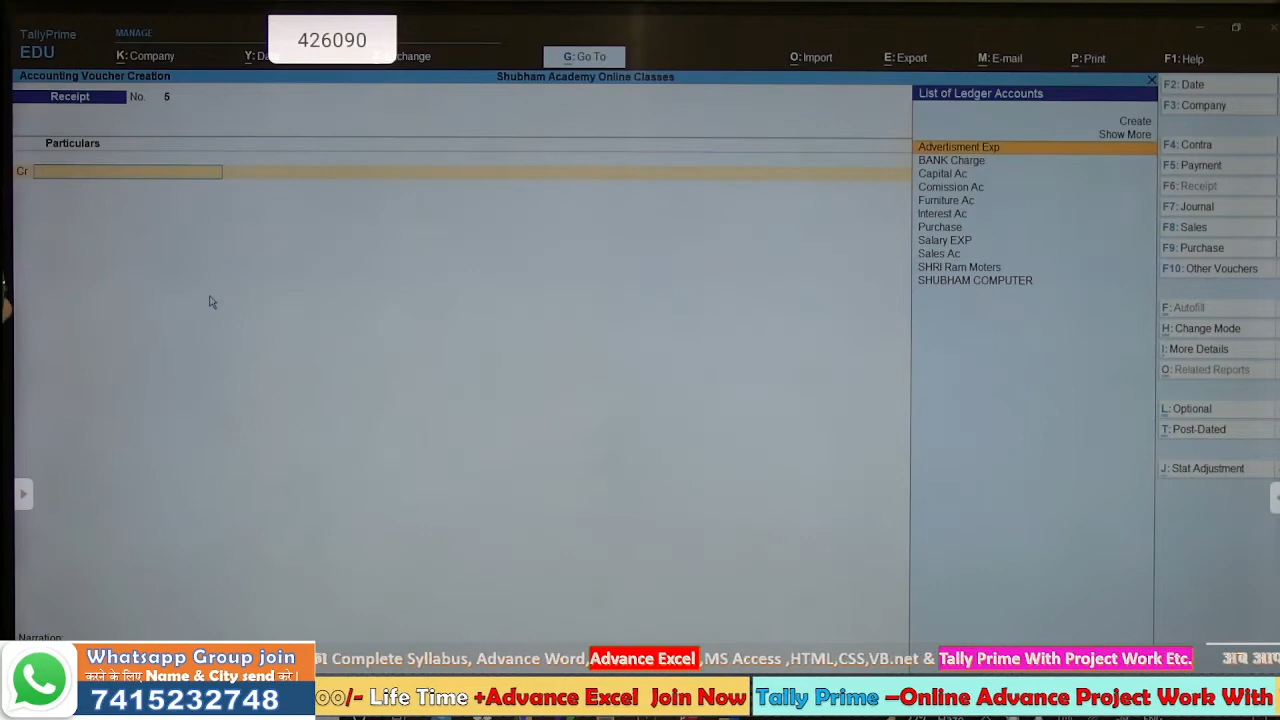 TallyPrime
MANAGE
426090
EDU
K: Company
change
G: Go To
O: Import
E: Export
M: E-mail
P: Print
F1: Help
Accounting Voucher Creation
Shubham Academy Online Classes
Receipt No. 5
Particulars
Cr
List of Ledger Accounts
Create
Show More
Advertisment Exp
BANK Charge
Capital Ac
Comission Ac
Furniture Ac
Interest Ac
Purchase
Salary EXP
Sales Ac
SHRI Ram Moters
SHUBHAM COMPUTER
F2: Date
F3: Company
F4: Contra
F5: Payment
F6: Receipt
F7: Journal
F8: Sales
F9: Purchase
F10: Other Vouchers
F: Autofill
H: Change Mode
I: More Details
O: Related Reports
L: Optional
T: Post-Dated
J: Stat Adjustment
Narration:
Whatsapp Group join
करने के लिए Name & City send करें।
7415232748
Complete Syllabus, Advance Word, Advance Excel ,MS Access ,HTML,CSS,VB.net & Tally Prime With Project Work Etc. अब
00/- Life Time +Advance Excel Join Now Tally Prime –Online Advance Project Work With